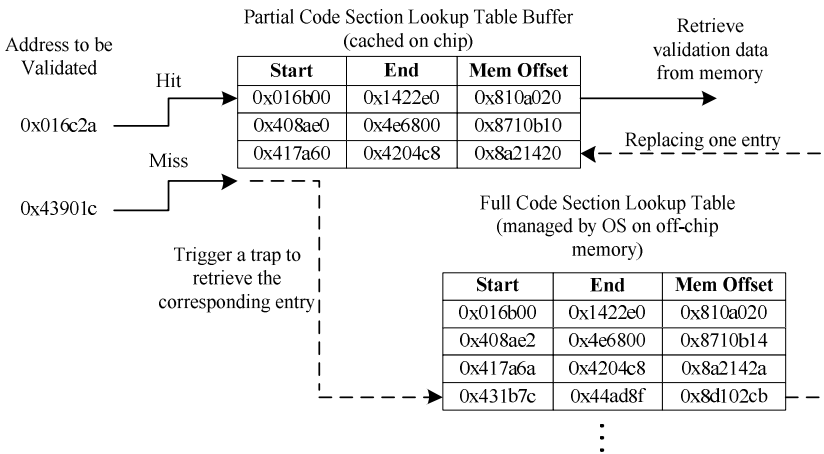 Partial Code Section Lookup Table Buffer
(cached on chip)
Address to be
Validated
Hit
0x016c2a
Miss
0x43901c
Start End Mem Offset
0x016b00 0x1422e0 0x810a020
0x408ae0 0x4e6800 0x8710b10
0x417a60 0x4204c8 0x8a21420
Retrieve
validation data
from memory
Replacing one entry
Trigger a trap to
retrieve the
corresponding entry
Full Code Section Lookup Table
(managed by OS on off-chip
memory)
Start End Mem Offset
0x016b00 0x1422e0 0x810a020
0x408ae2 0x4e6800 0x8710b14
0x417a6a 0x4204c8 0x8a2142a
0x431b7c 0x44ad8f 0x8d102cb